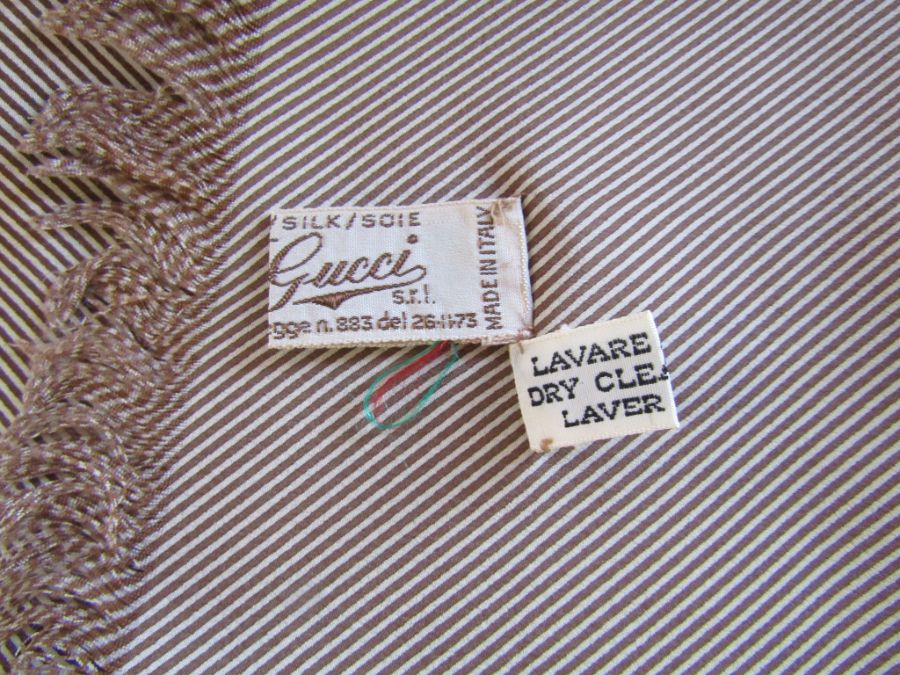 /SILK/SOIE
Gucci
s.r.l.
gge n. 883 del 26-11-73
MADE IN ITALY
LAVARE
DRY CLEA
LAVER